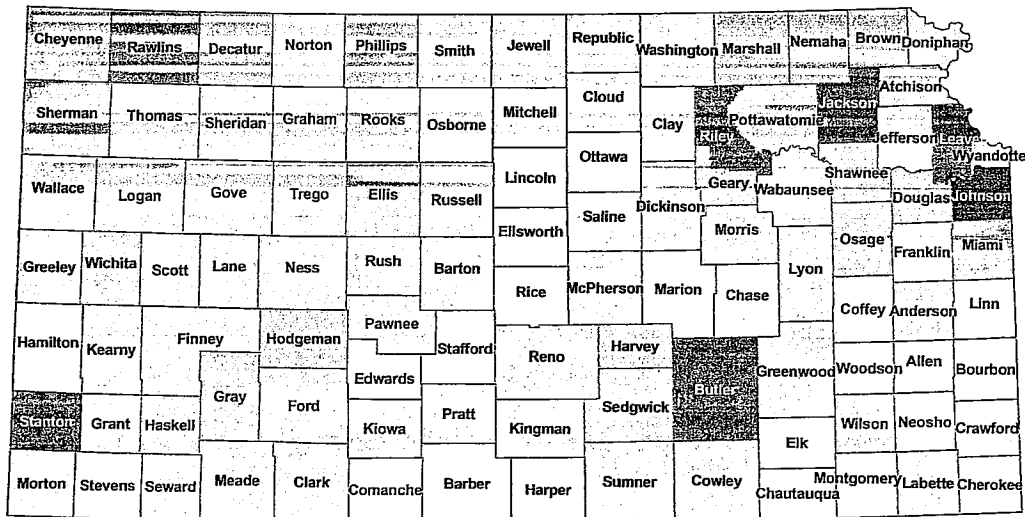 Cheyenne Rawlins Decatur Norton Phillips Smith Jewell Republic Washington Marshall Nemaha Brown Doniphan
Sherman Thomas Sheridan Graham Rooks Osborne Mitchell Cloud Clay Riley Pottawatomie Jackson Atchison
Jefferson Leave
Wyandotte
Ottawa
Wallace Logan Gove Trego Ellis Russell Lincoln Geary Wabaunsee Shawnee Douglas Johnson
Saline Dickinson
Ellsworth Morris Osage Franklin Miami
Greeley Wichita Scott Lane Ness Rush Barton Rice McPherson Marion Chase Lyon
Coffey Anderson Linn
Hamilton Kearny Finney Hodgeman Pawnee Stafford Reno Harvey
Edwards Butler Greenwood Woodson Allen Bourbon
Gray Ford Sedgwick
Stanton Grant Haskell Kiowa Pratt Kingman Elk Wilson Neosho Crawford
Morton Stevens Seward Meade Clark Comanche Barber Harper Sumner Cowley Chautauqua Montgomery Labette Cherokee